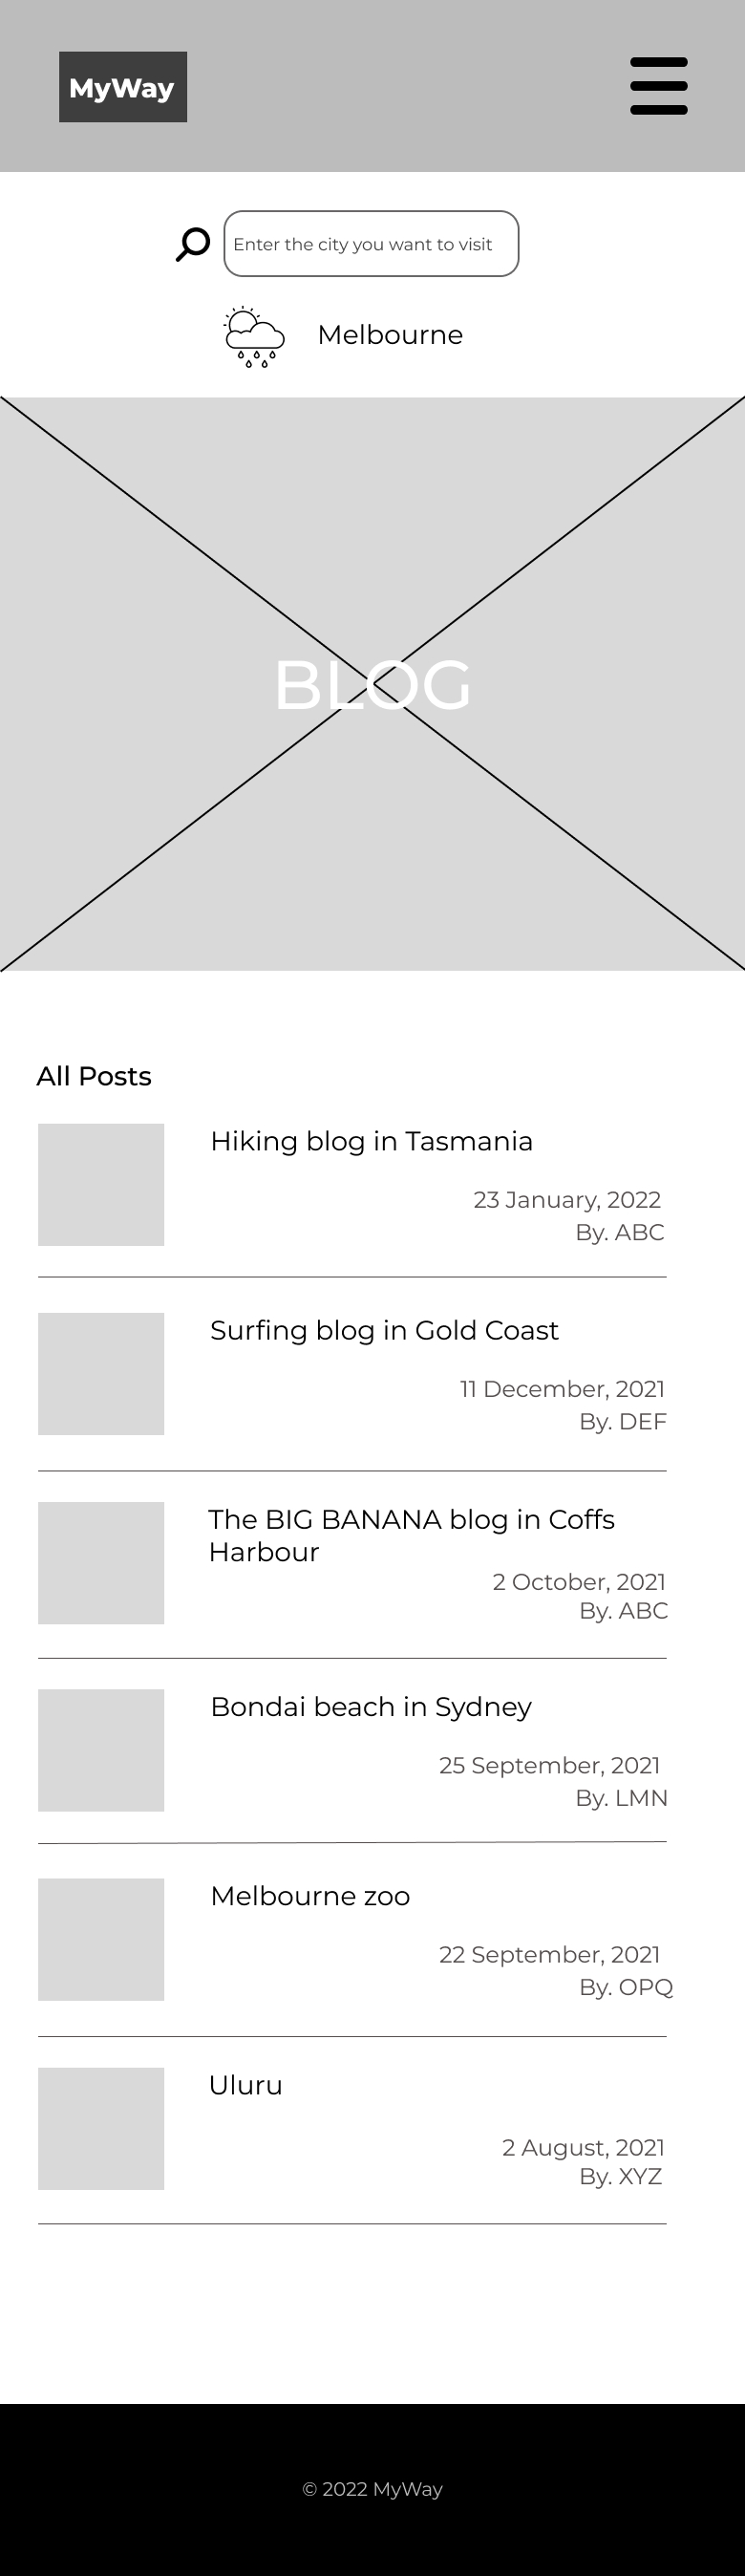 MyWay
Enter the city you want to visit
Melbourne
BLOG
All Posts
Hiking blog in Tasmania
23 January, 2022
By. ABC
Surfing blog in Gold Coast
11 December, 2021
By. DEF
The BIG BANANA blog in Coffs
Harbour
2 October, 2021
By. ABC
Bondai beach in Sydney
25 September, 2021
By. LMN
Melbourne zoo
22 September, 2021
By. OPQ
Uluru
2 August, 2021
By. XYZ
© 2022 MyWay